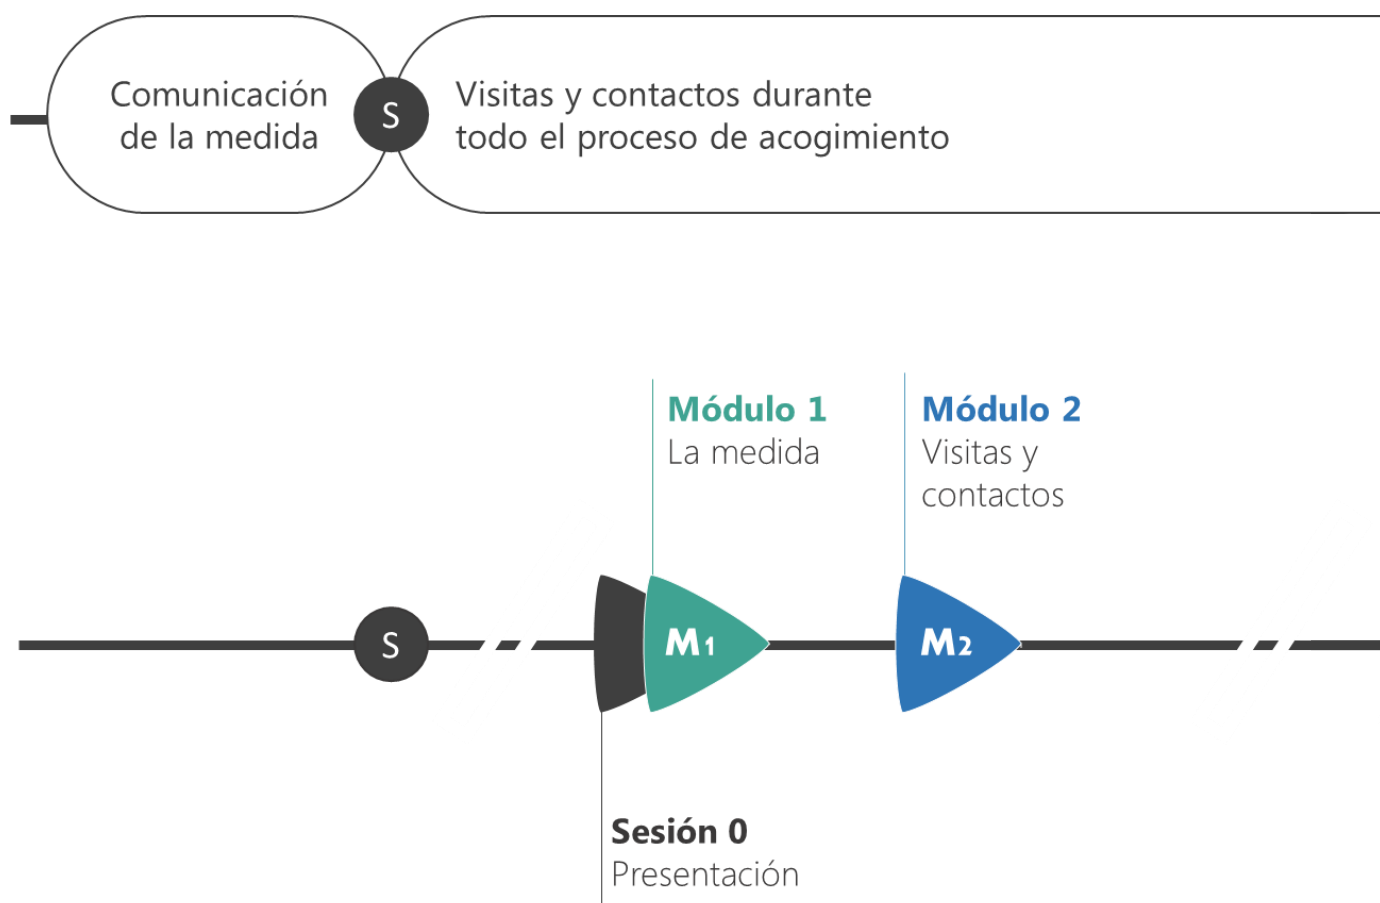 Comunicación
de la medida
S
Visitas y contactos durante
todo el proceso de acogimiento
Módulo 1
La medida
Módulo 2
Visitas y
contactos
S
M1
M2
Sesión 0
Presentación